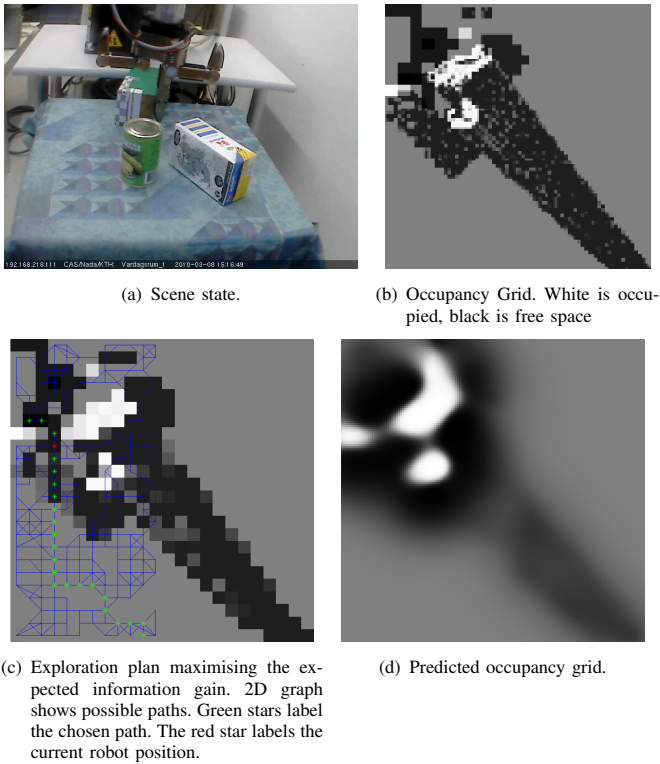 192.168.218.111 CAS/Nada/KTH: Vardagsrum_1 2010-03-08 15:16:49
(a) Scene state.
(b) Occupancy Grid. White is occu-
pied, black is free space
(c) Exploration plan maximising the ex-
pected information gain. 2D graph
shows possible paths. Green stars label
the chosen path. The red star labels the
current robot position.
(d) Predicted occupancy grid.